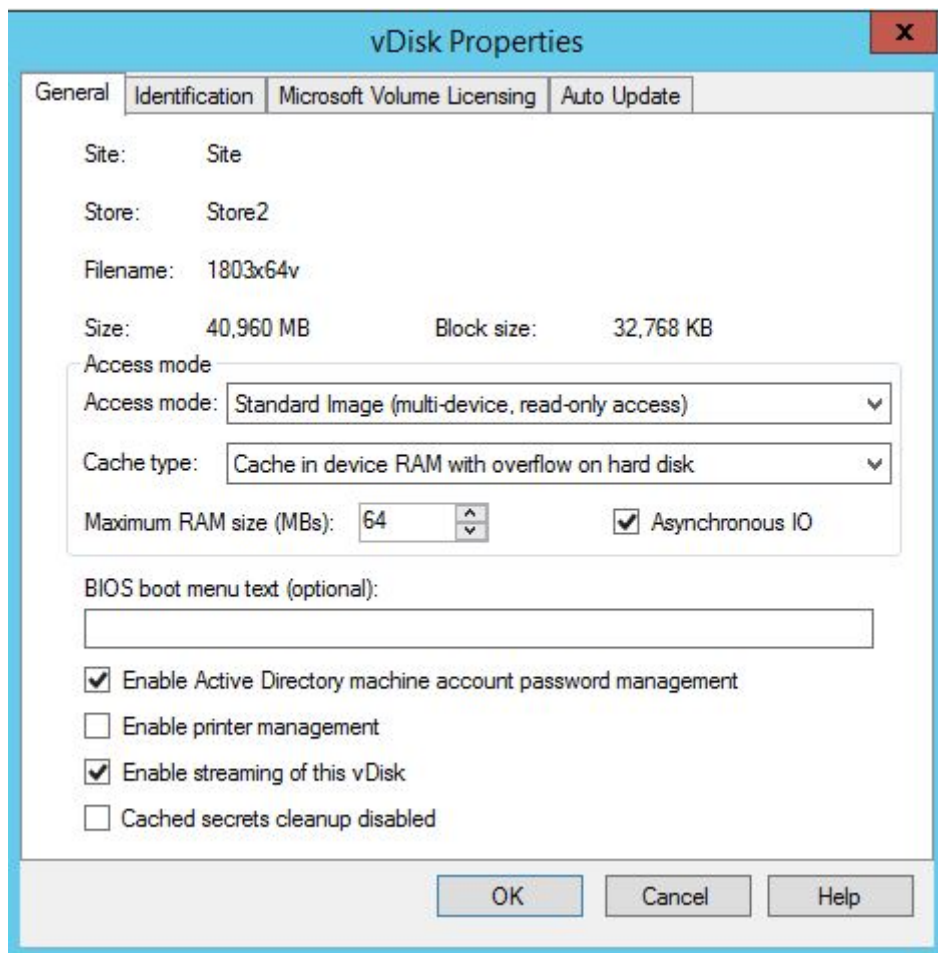 vDisk Properties
x
General Identification Microsoft Volume Licensing Auto Update
Site: Site
Store: Store2
Filename: 1803x64v
Size: 40,960 MB Block size: 32,768 KB
Access mode
Access mode: Standard Image (multi-device, read-only access)
Cache type: Cache in device RAM with overflow on hard disk
Maximum RAM size (MBs): 64 Asynchronous IO
BIOS boot menu text (optional):
Enable Active Directory machine account password management
Enable printer management
Enable streaming of this vDisk
Cached secrets cleanup disabled
OK Cancel Help